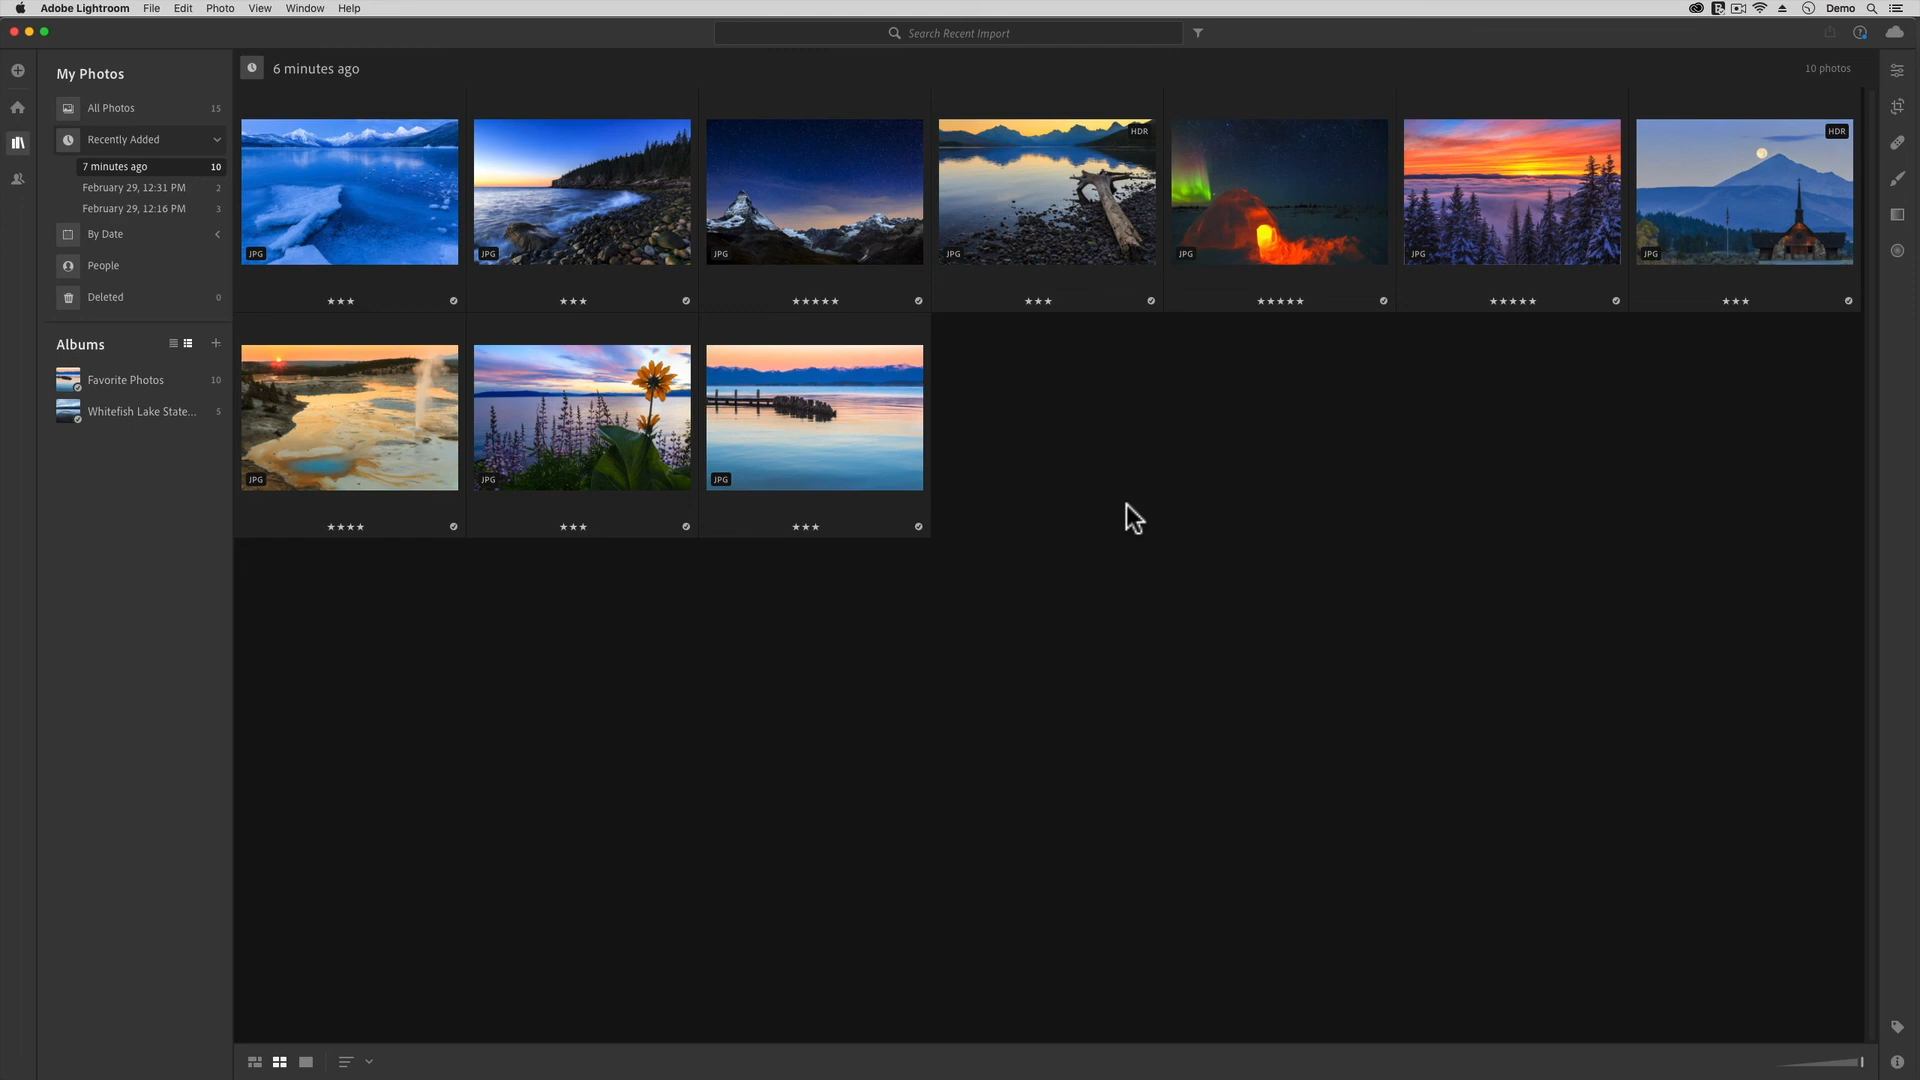 Adobe Lightroom File Edit Photo View Window Help Demo
Search Recent Import
My Photos
6 minutes ago
10 photos
All Photos 15
Recently Added
7 minutes ago 10
February 29, 12:31 PM 2
February 29, 12:16 PM 3
By Date
People
Deleted 0
Albums
Favorite Photos 10
Whitefish Lake State... 5
HDR
HDR
JPG
JPG
JPG
JPG
JPG
JPG
JPG
JPG
JPG
JPG